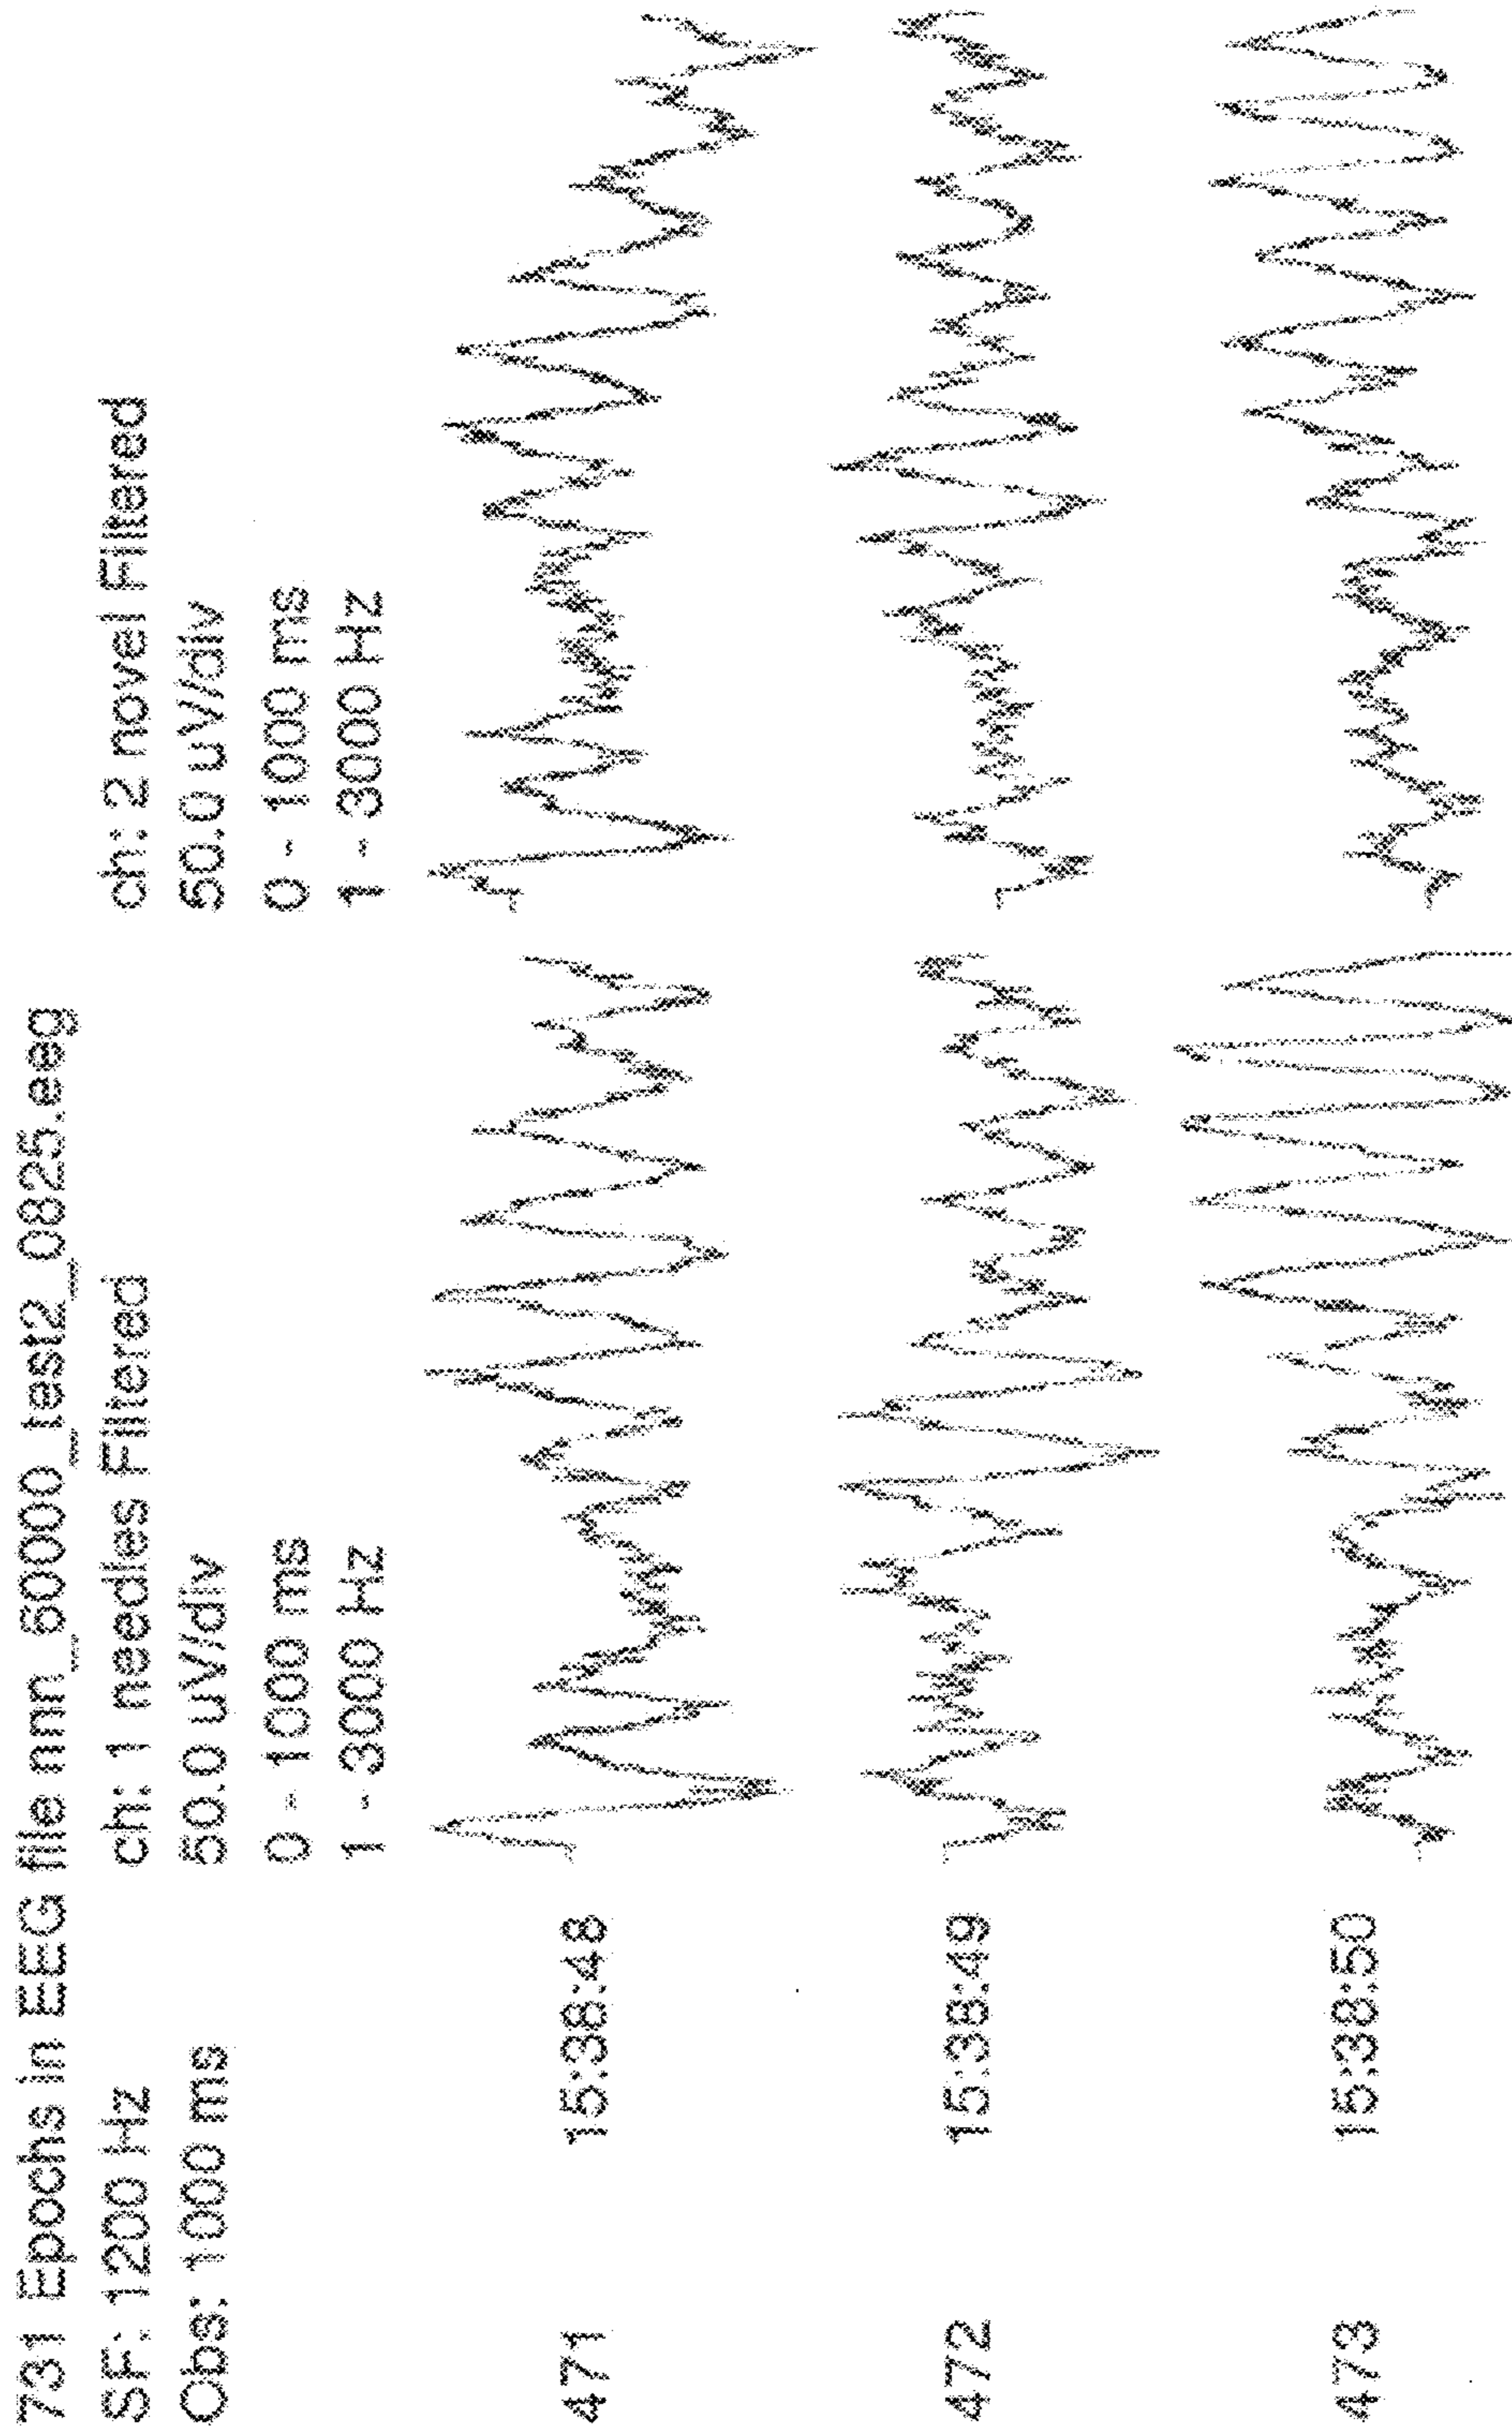 731 Epochs in EEG file nnn_60000_test2_0825.eeg
SF: 1200 Hz ch: 1 needles Filtered ch: 2 novel Filtered
Obs: 1000 ms 50.0 uV/div 50.0 uV/div
0 - 1000 ms 0 - 1000 ms
1 - 3000 Hz 1 - 3000 Hz
471 15:38:48
472 15:38:49
473 15:38:50